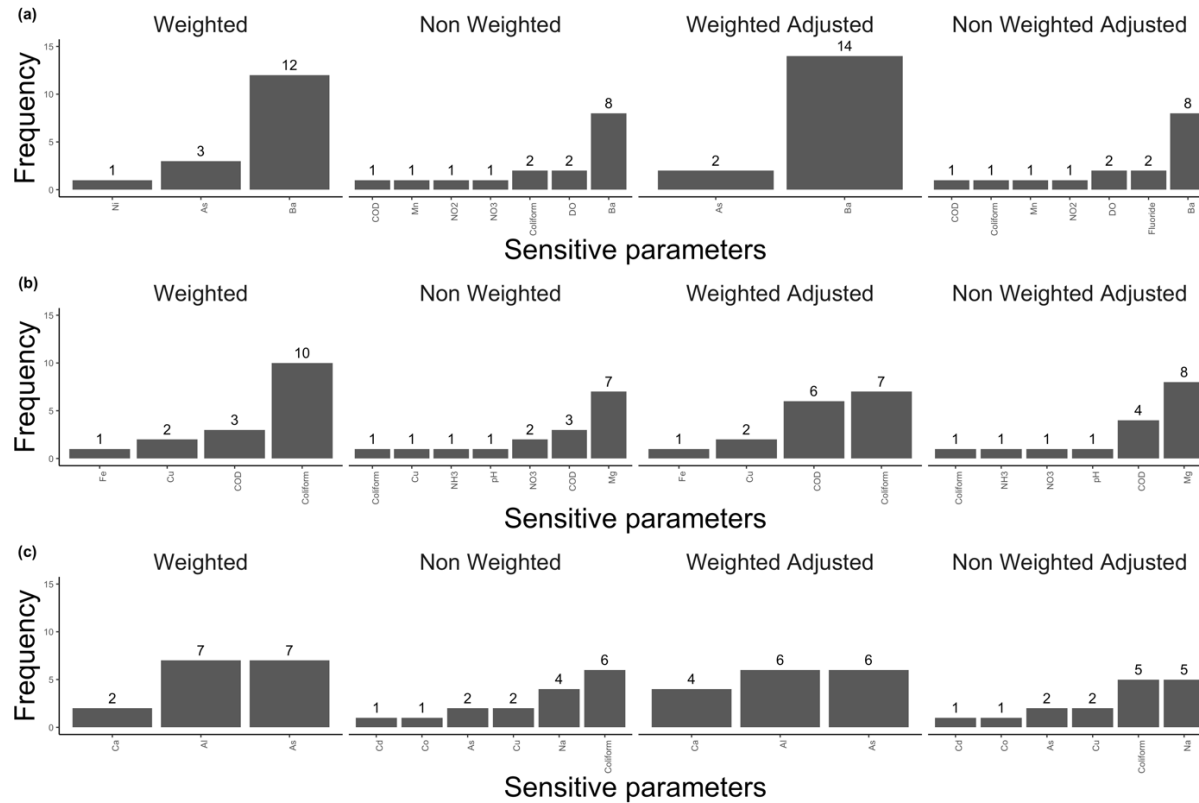 (a)
Weighted Non Weighted Weighted Adjusted Non Weighted Adjusted
Frequency
15
10
5
0
1 3 12
1 1 1 1 2 2 8
2 14
1 1 1 1 2 2 8
Ni As Ba
COD Mn NO2 NO3 Coliform DO Ba
As Ba
COD Coliform Mn NO2 DO Fluoride Ba
Sensitive parameters
(b)
Weighted Non Weighted Weighted Adjusted Non Weighted Adjusted
Frequency
15
10
5
0
1 2 3 10
1 1 1 1 2 3 7
1 2 6 7
1 1 1 1 4 8
Fe Cu COD Coliform
Coliform Cu NH3 pH NO3 COD Mg
Fe Cu COD Coliform
Coliform NH3 NO3 pH COD Mg
Sensitive parameters
(c)
Weighted Non Weighted Weighted Adjusted Non Weighted Adjusted
Frequency
15
10
5
0
2 7 7
1 1 2 2 4 6
4 6 6
1 1 2 2 5 5
Ca Al As
Cd Co As Cu Na Coliform
Ca Al As
Cd Co As Cu Coliform Na
Sensitive parameters